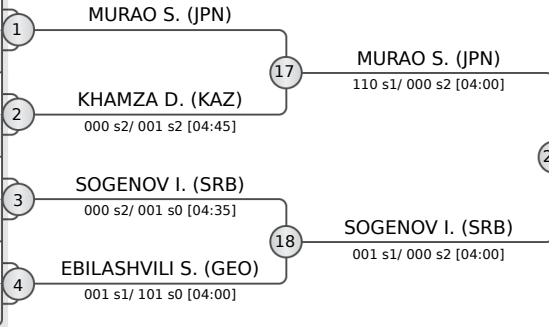 1
MURAO S. (JPN)
17
MURAO S. (JPN)
110 s1/ 000 s2 [04:00]
2
KHAMZA D. (KAZ)
000 s2/ 001 s2 [04:45]
3
SOGENOV I. (SRB)
000 s2/ 001 s0 [04:35]
18
SOGENOV I. (SRB)
001 s1/ 000 s2 [04:00]
4
EBILASHVILI S. (GEO)
001 s1/ 101 s0 [04:00]